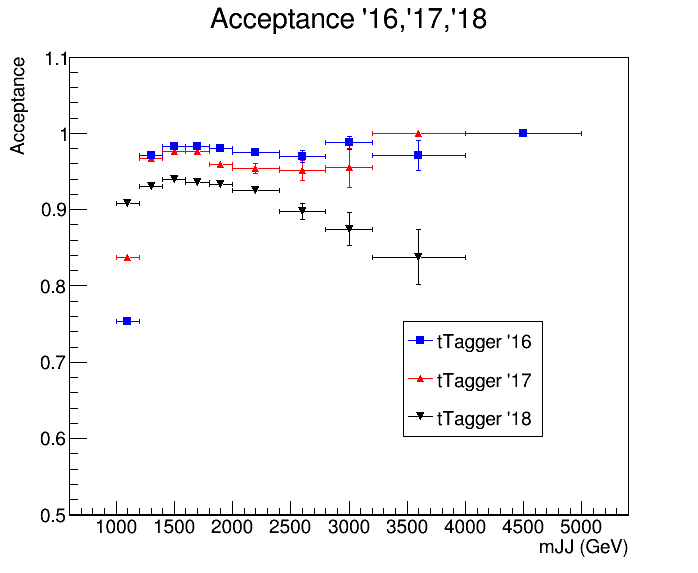 Acceptance '16,'17,'18
Acceptance
1.1
1
0.9
0.8
0.7
0.6
0.5
tTagger '16
tTagger '17
tTagger '18
1000 1500 2000 2500 3000 3500 4000 4500 5000
mJJ (GeV)